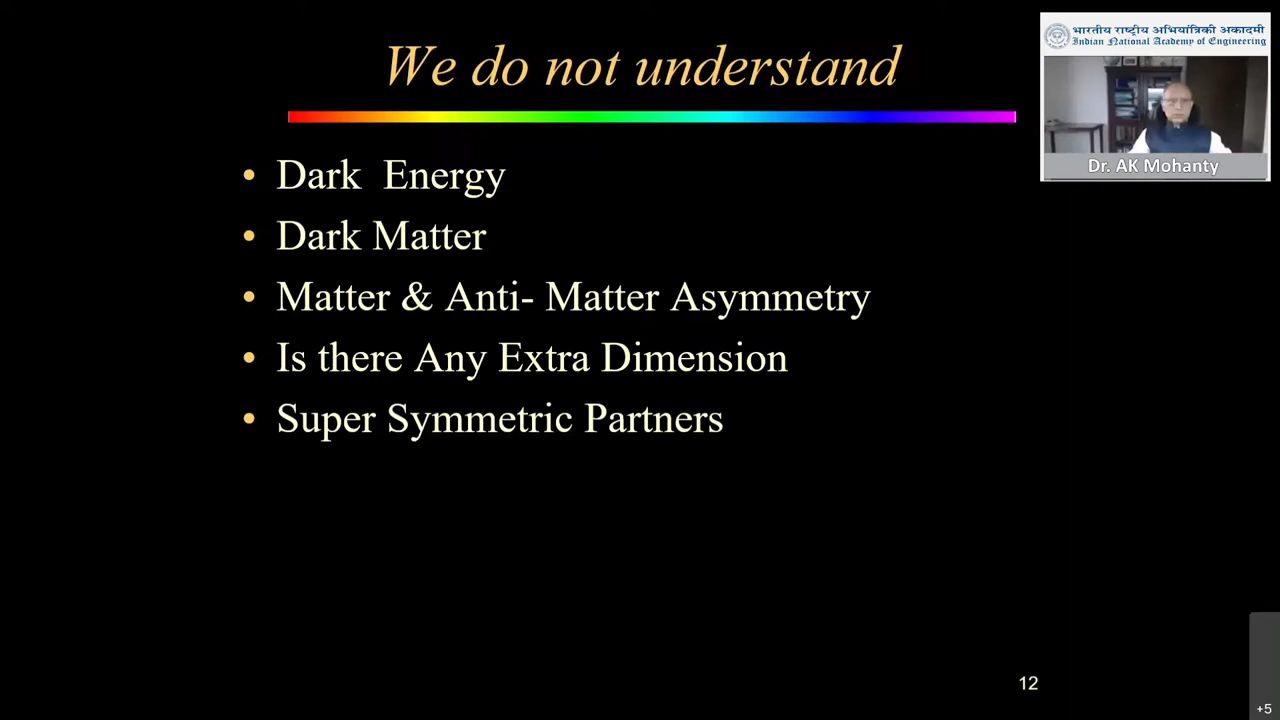 We do not understand
भारतीय राष्ट्रीय अभियांत्रिकी अकादमी
Indian National Academy of Engineering
Dr. AK Mohanty
• Dark Energy
• Dark Matter
• Matter & Anti- Matter Asymmetry
• Is there Any Extra Dimension
• Super Symmetric Partners
12
+5